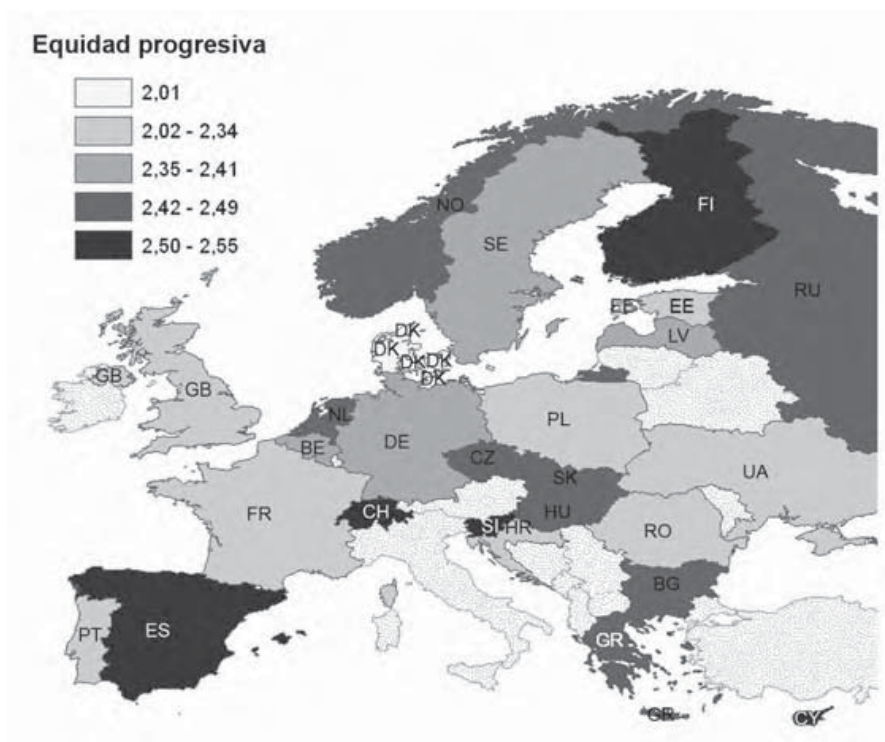 Equidad progresiva
2,01
2,02 - 2,34
2,35 - 2,41
2,42 - 2,49
2,50 - 2,55
NO
FI
SE
RU
EE
EE
LV
DK
DK
DK
DK
DK
GB
GB
NL
PL
BE
DE
CZ
SK
UA
FR
CH
HU
SI
HR
RO
BG
PT
ES
GR
GR
CY